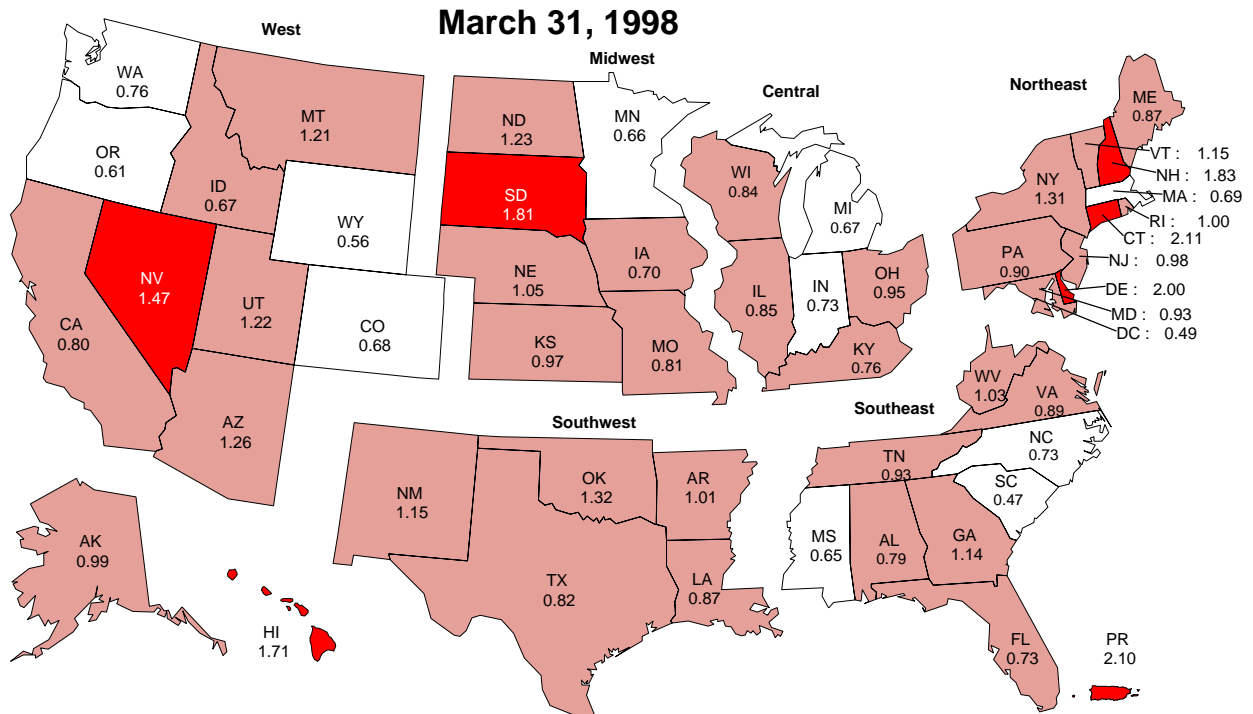 March 31, 1998
West
WA
0.76
OR
0.61
MT
1.21
ID
0.67
WY
0.56
NV
1.47
UT
1.22
CO
0.68
CA
0.80
AZ
1.26
AK
0.99
HI
1.71
Midwest
ND
1.23
MN
0.66
SD
1.81
NE
1.05
IA
0.70
KS
0.97
MO
0.81
Central
WI
0.84
MI
0.67
IL
0.85
IN
0.73
OH
0.95
KY
0.76
Northeast
ME
0.87
VT : 1.15
NH : 1.83
NY
1.31
MA : 0.69
RI : 1.00
CT : 2.11
PA
0.90
NJ : 0.98
DE : 2.00
MD : 0.93
DC : 0.49
Southwest
NM
1.15
OK
1.32
AR
1.01
TX
0.82
LA
0.87
Southeast
WV
1.03
VA
0.89
NC
0.73
TN
0.93
SC
0.47
MS
0.65
AL
0.79
GA
1.14
FL
0.73
PR
2.10